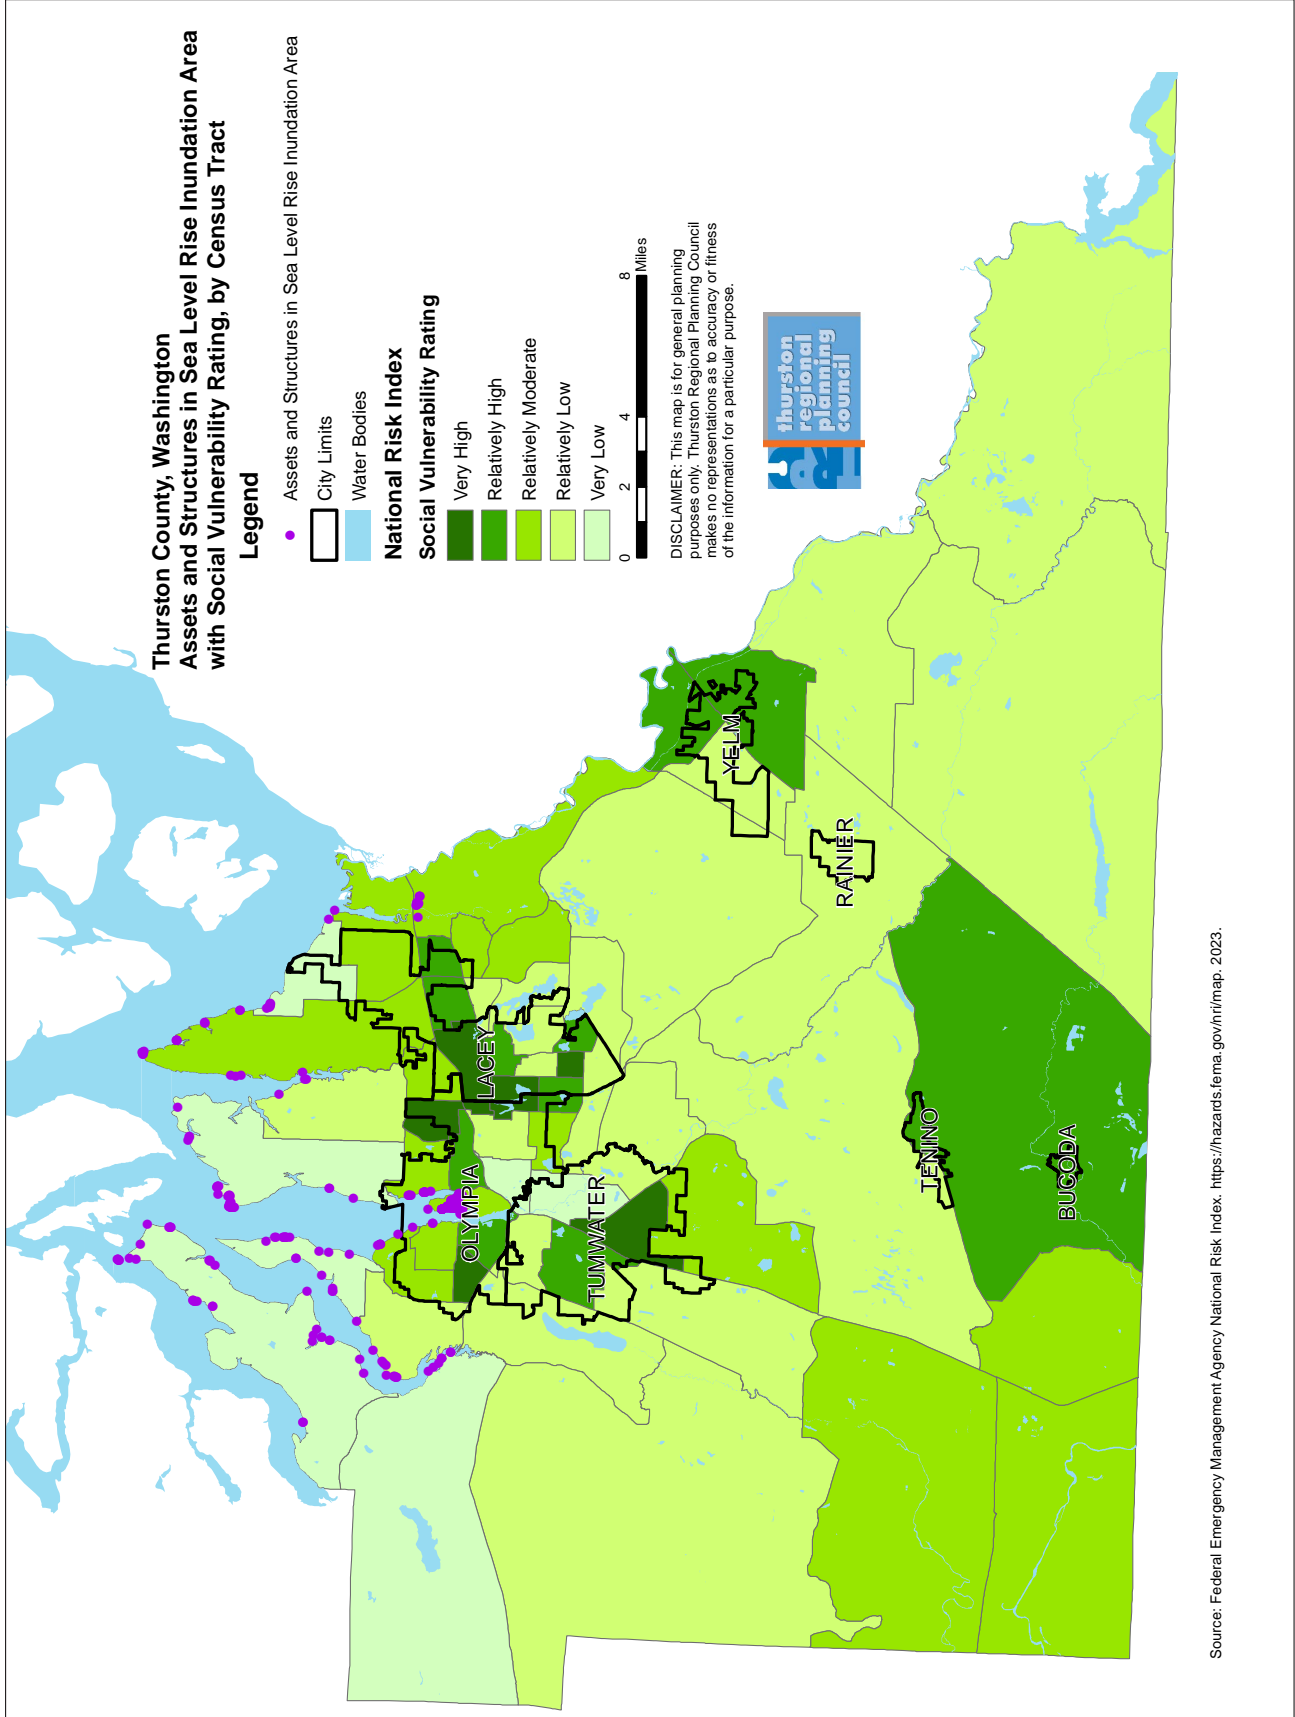 Thurston County, Washington
Assets and Structures in Sea Level Rise Inundation Area
with Social Vulnerability Rating, by Census Tract
Legend
Assets and Structures in Sea Level Rise Inundation Area
City Limits
Water Bodies
National Risk Index
Social Vulnerability Rating
Very High
Relatively High
Relatively Moderate
Relatively Low
Very Low
0 2 4 8
Miles
DISCLAIMER: This map is for general planning
purposes only. Thurston Regional Planning Council
makes no representations as to accuracy or fitness
of the information for a particular purpose.
TRPC
thurston
regional
planning
council
LACEY
OLYMPIA
TUMWATER
YELM
RAINIER
TENINO
BUCODA
Source: Federal Emergency Management Agency National Risk Index. https://hazards.fema.gov/nri/map. 2023.